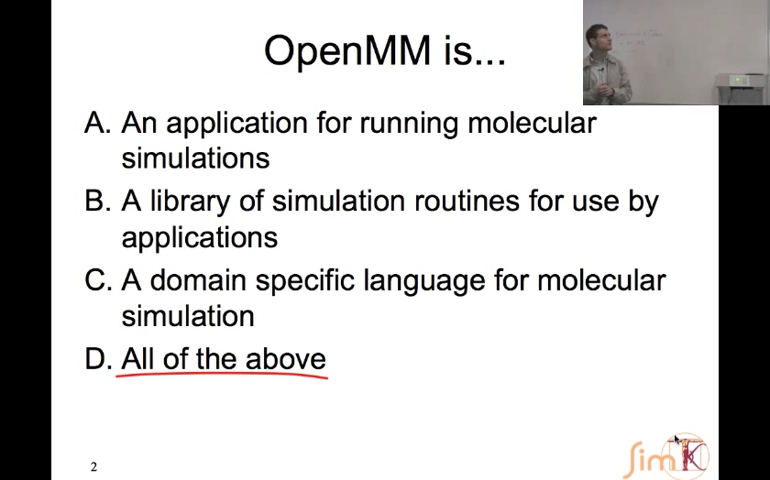 OpenMM is...
A. An application for running molecular
simulations
B. A library of simulation routines for use by
applications
C. A domain specific language for molecular
simulation
D. All of the above
2
SimTK